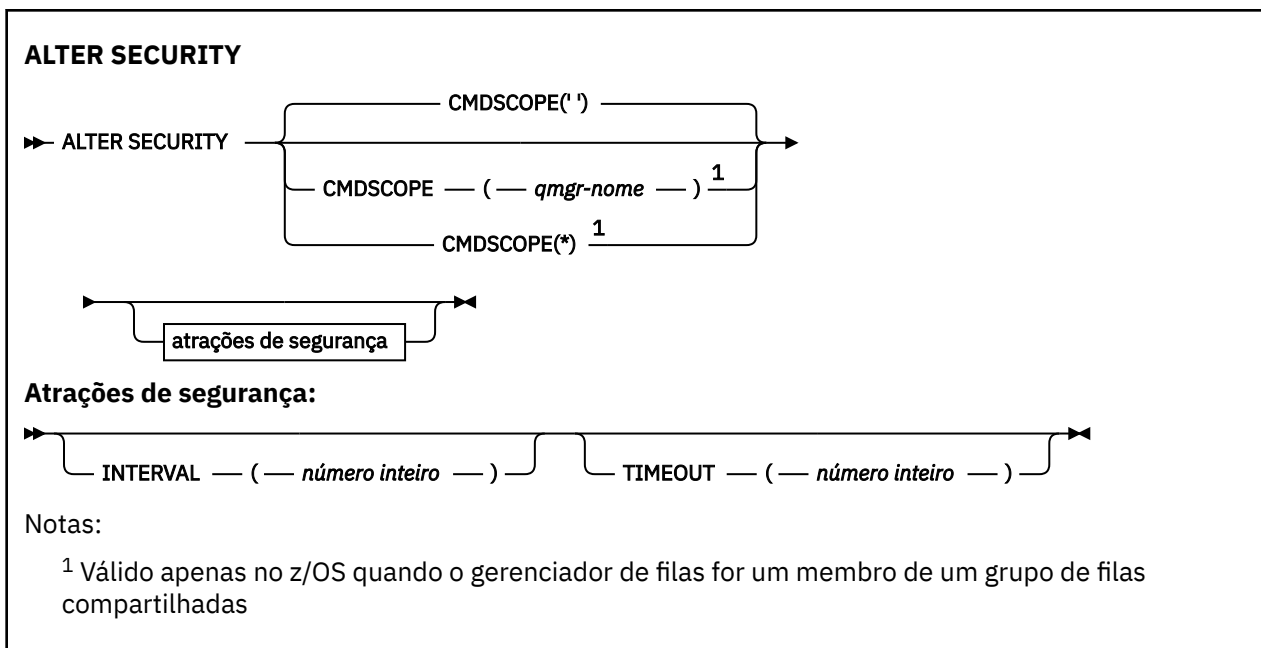 ALTER SECURITY
CMDSCOPE(' ')
ALTER SECURITY
CMDSCOPE ( qmgr-nome ) 1
CMDSCOPE(*) 1
atrações de segurança
Atrações de segurança:
INTERVAL ( número inteiro ) TIMEOUT ( número inteiro )
Notas:
1 Válido apenas no z/OS quando o gerenciador de filas for um membro de um grupo de filas
compartilhadas